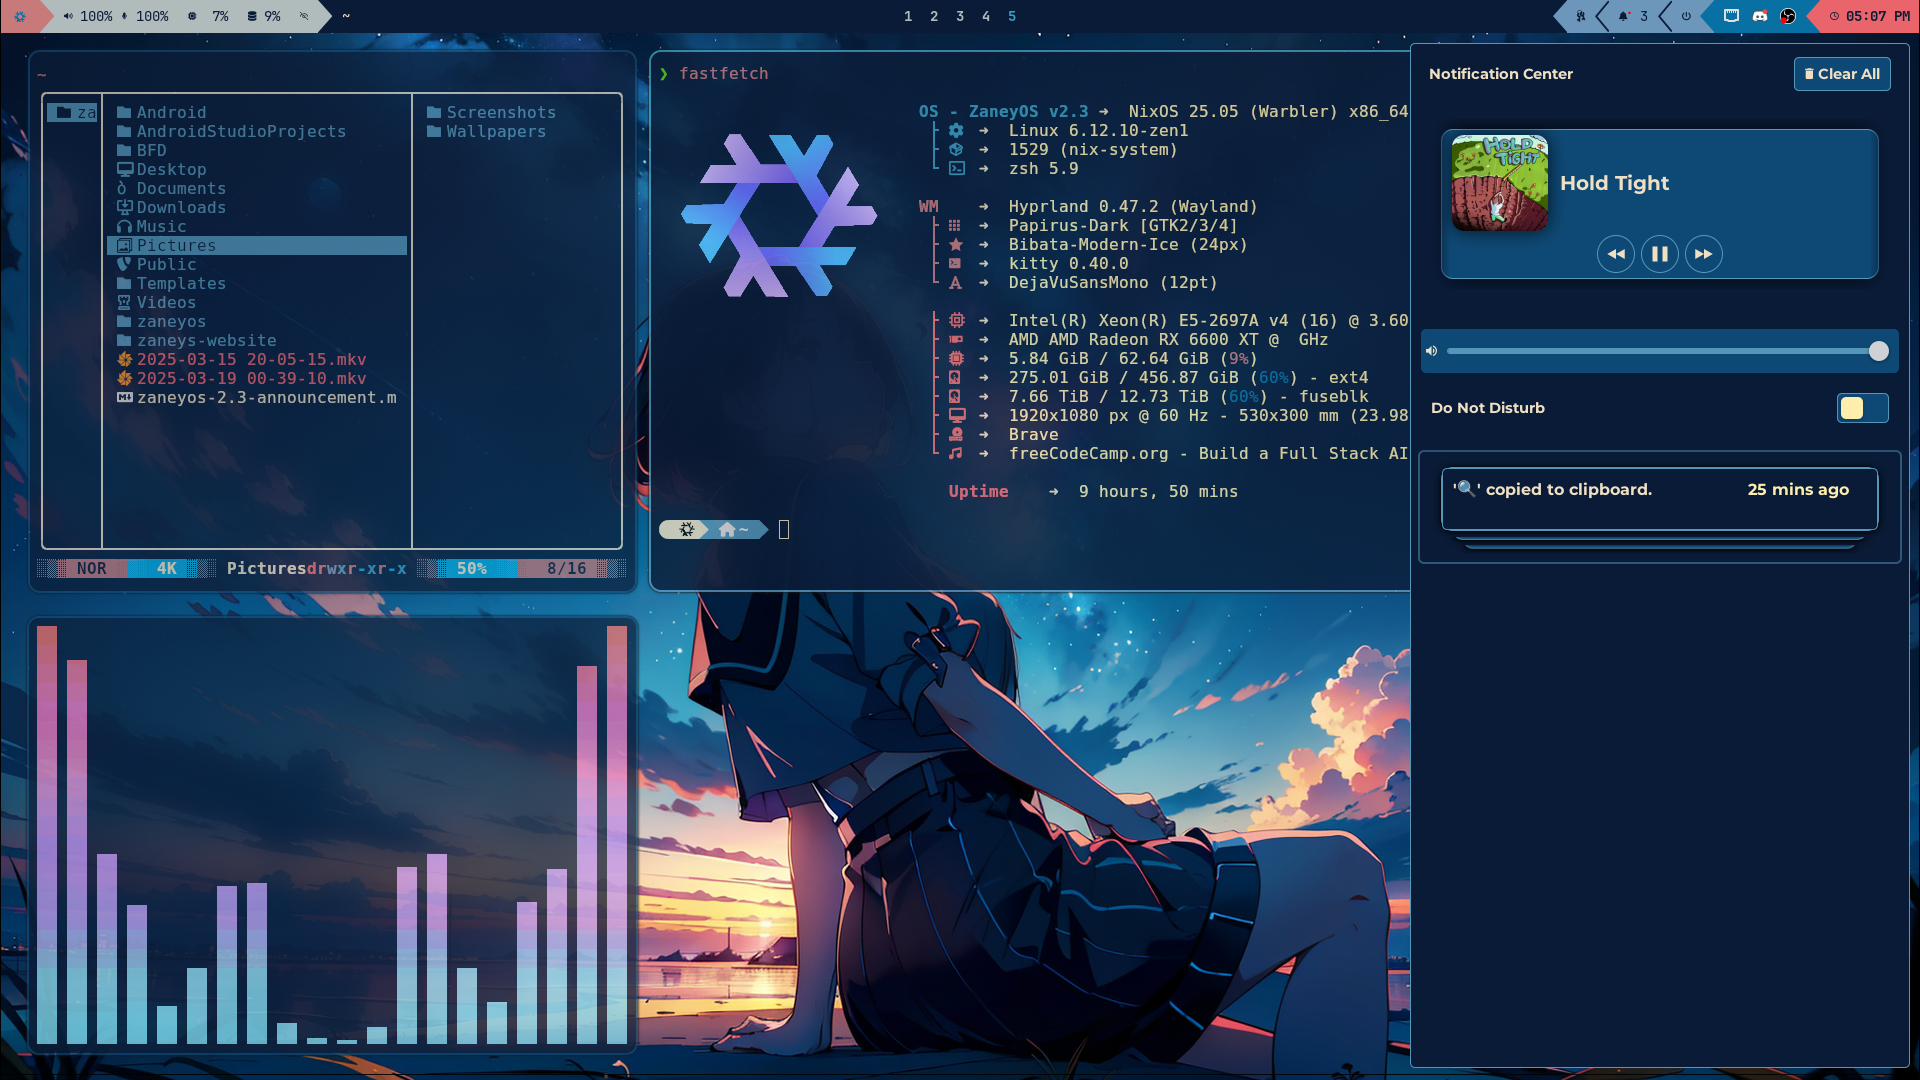 100% 100% 7% 9% ~
1 2 3 4 5
3 05:07 PM
~
za
Android
AndroidStudioProjects
BFD
Desktop
Documents
Downloads
Music
Pictures
Public
Templates
Videos
zaneyos
zaneys-website
2025-03-15 20-05-15.mkv
2025-03-19 00-39-10.mkv
zaneyos-2.3-announcement.m
Screenshots
Wallpapers
NOR 4K Pictures drwxr-xr-x 50% 8/16
❯ fastfetch
OS - ZaneyOS v2.3 ➜ NixOS 25.05 (Warbler) x86_64
➜ Linux 6.12.10-zen1
➜ 1529 (nix-system)
➜ zsh 5.9
WM ➜ Hyprland 0.47.2 (Wayland)
➜ Papirus-Dark [GTK2/3/4]
➜ Bibata-Modern-Ice (24px)
➜ kitty 0.40.0
➜ DejaVuSansMono (12pt)
➜ Intel(R) Xeon(R) E5-2697A v4 (16) @ 3.60
➜ AMD AMD Radeon RX 6600 XT @ GHz
➜ 5.84 GiB / 62.64 GiB (9%)
➜ 275.01 GiB / 456.87 GiB (60%) - ext4
➜ 7.66 TiB / 12.73 TiB (60%) - fuseblk
➜ 1920x1080 px @ 60 Hz - 530x300 mm (23.98
➜ Brave
➜ freeCodeCamp.org - Build a Full Stack AI
Uptime ➜ 9 hours, 50 mins
~
Notification Center
Clear All
HOLD TIGHT
Hold Tight
Do Not Disturb
'🔍' copied to clipboard. 25 mins ago